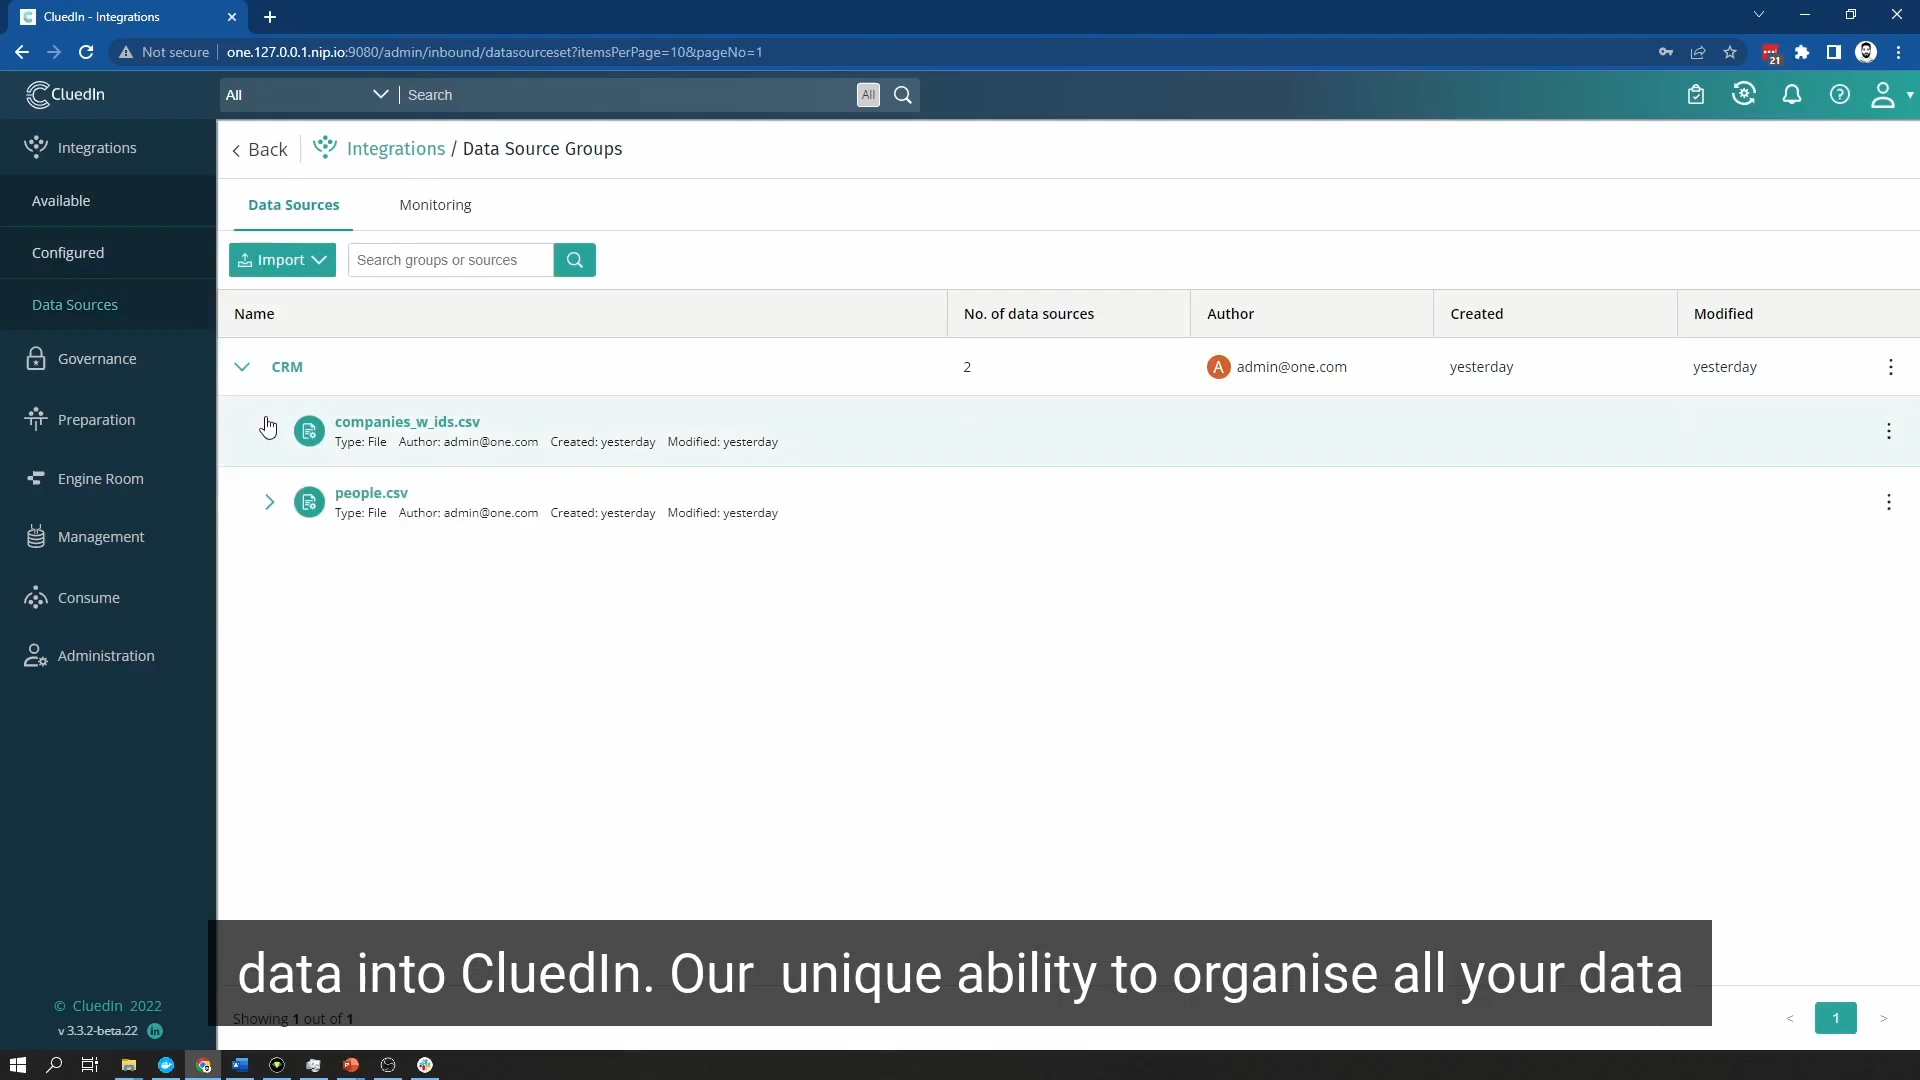 CluedIn - Integrations
Not secure one.127.0.0.1.nip.io:9080/admin/inbound/datasourceset?itemsPerPage=10&pageNo=1
21
CluedIn
All Search All
Integrations
Available
Configured
Data Sources
Governance
Preparation
Engine Room
Management
Consume
Administration
© CluedIn 2022
v 3.3.2-beta.22 in
< Back Integrations / Data Source Groups
Data Sources Monitoring
Import Search groups or sources
Name No. of data sources Author Created Modified
CRM 2 A admin@one.com yesterday yesterday
companies_w_ids.csv
Type: File Author: admin@one.com Created: yesterday Modified: yesterday
people.csv
Type: File Author: admin@one.com Created: yesterday Modified: yesterday
data into CluedIn. Our unique ability to organise all your data
Showing 1 out of 1
< 1 >